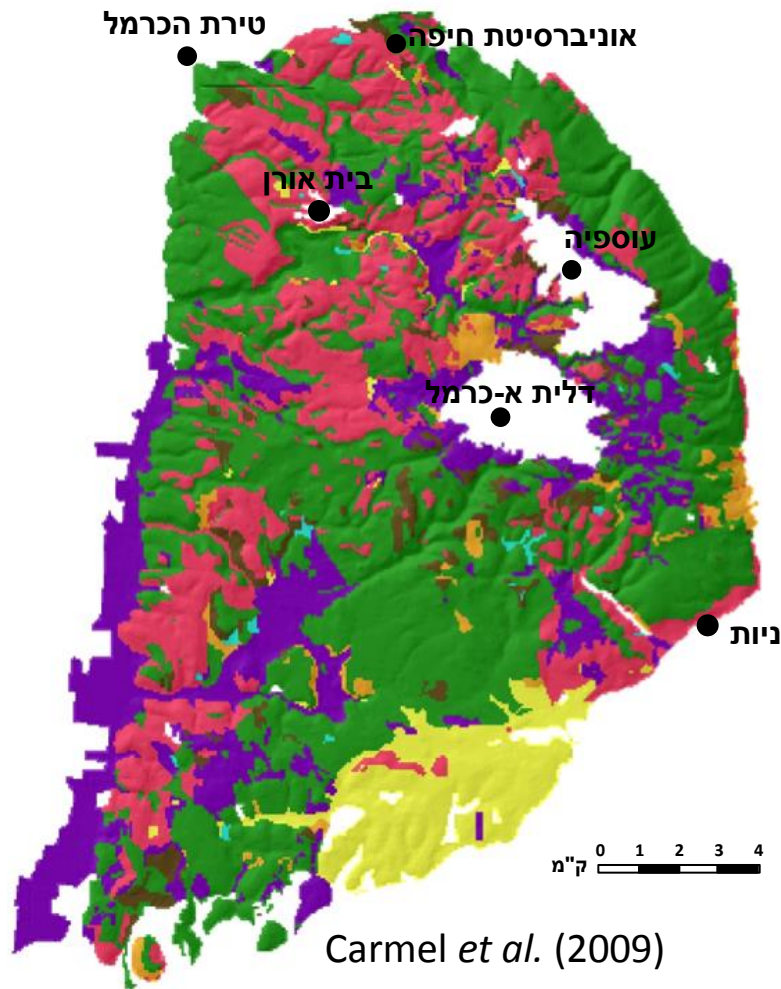 טירת הכרמל
אוניברסיטת חיפה
בית אורן
עוספיה
דלית א-כרמל
ניות
ק"מ 0 1 2 3 4
Carmel et al. (2009)